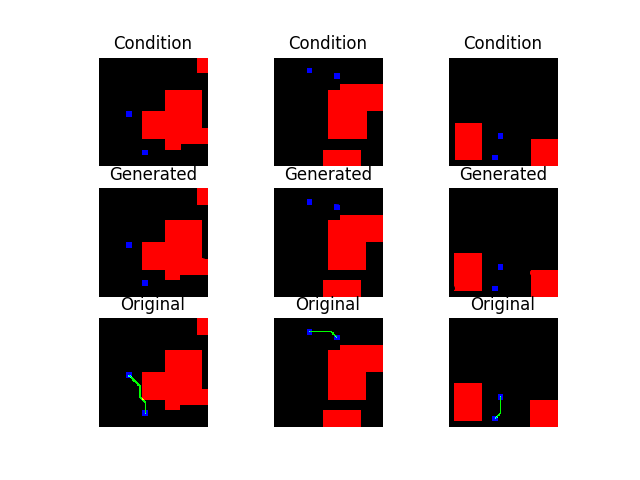 Condition Condition Condition
Generated Generated Generated
Original Original Original